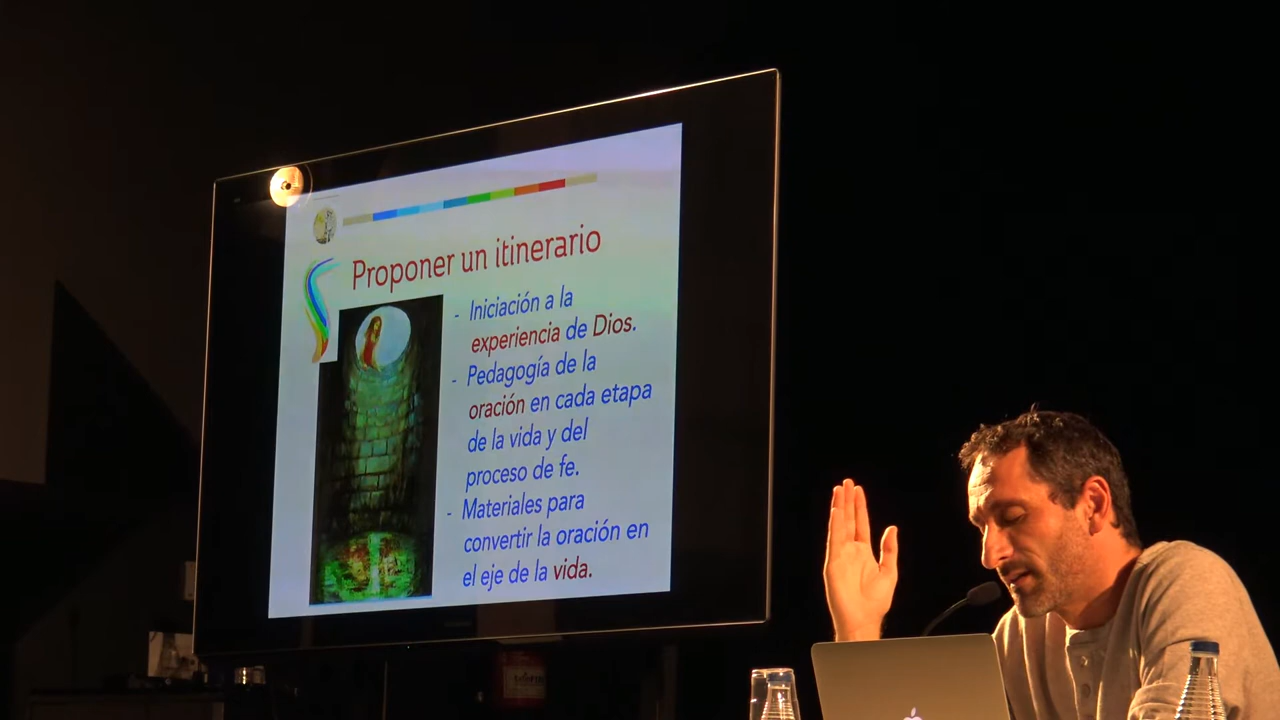 Proponer un itinerario
- Iniciación a la
experiencia de Dios.
- Pedagogía de la
oración en cada etapa
de la vida y del
proceso de fe.
- Materiales para
convertir la oración en
el eje de la vida.